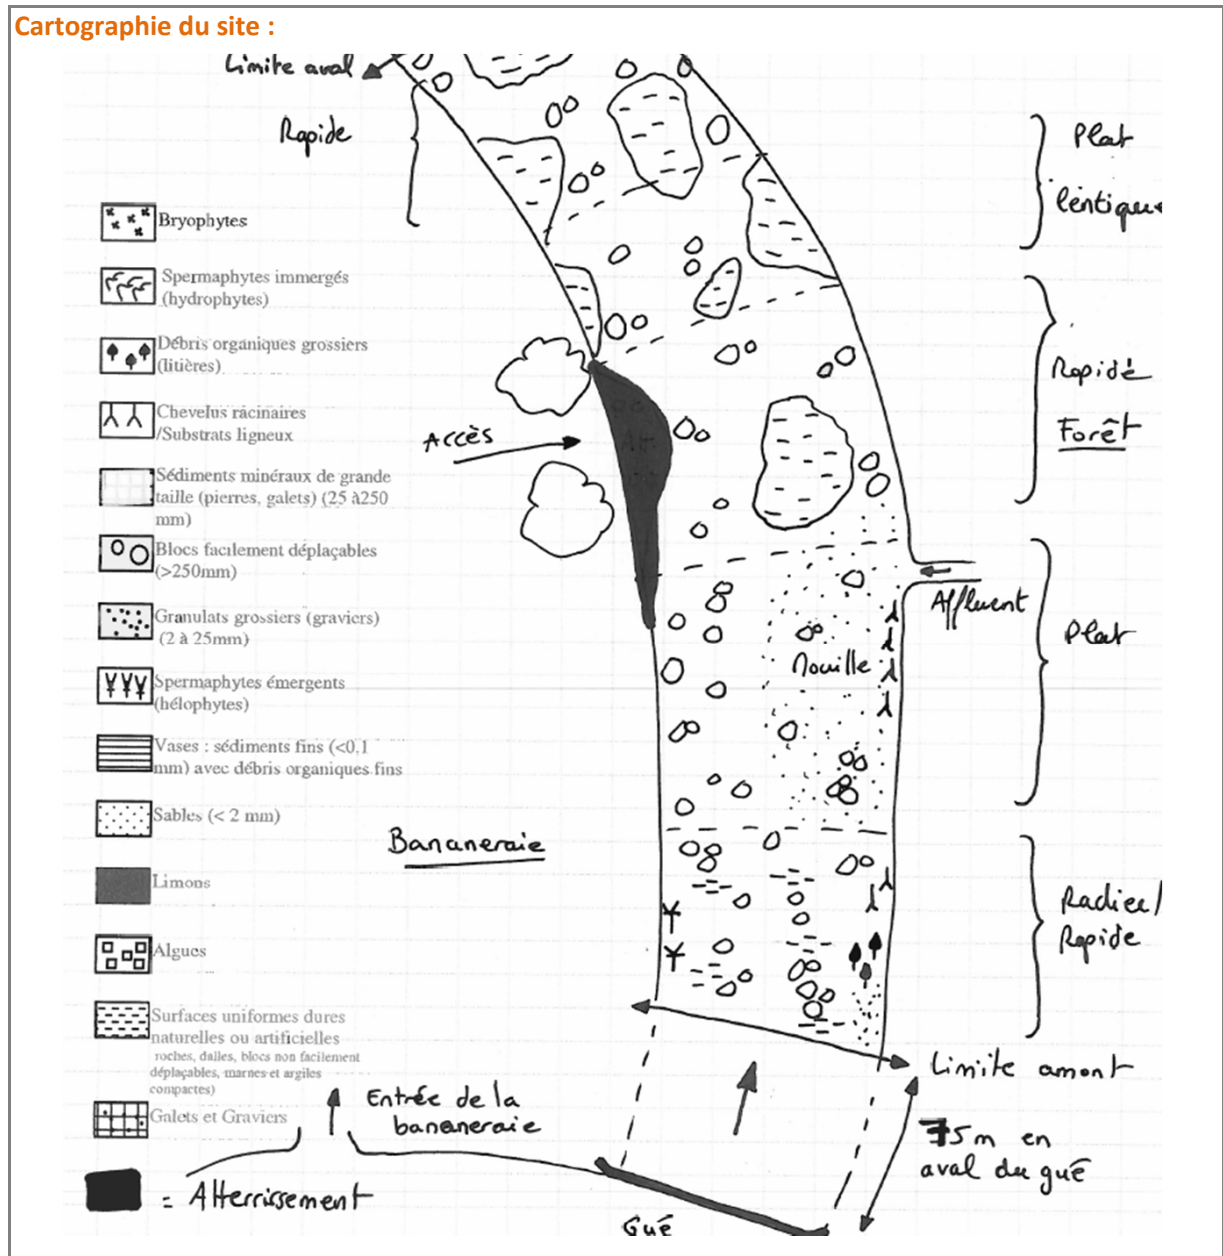 Cartographie du site :
Limite aval
Rapide
Plat
lentique
Bryophytes
Spermaphytes immergés
(hydrophytes)
Débris organiques grossiers
(litières)
Chevelus racinaires
/Substrats ligneux
Sédiments minéraux de grande
taille (pierres, galets) (25 à250
mm)
Blocs facilement déplaçables
(>250mm)
Granulats grossiers (graviers)
(2 à 25mm)
Spermaphytes émergents
(hélophytes)
Vases : sédiments fins (<0,1
mm) avec débris organiques fins
Sables (< 2 mm)
Limons
Algues
Surfaces uniformes dures
naturelles ou artificielles
roches, dalles, blocs non facilement
déplaçables, marnes et argiles
compactes)
Galets et Graviers
= Atterrissement
Rapide
Forêt
Accès
Affluent
Plat
Mouille
Bananeraie
Radier/
Rapide
Limite amont
75m en
aval du gué
Entrée de la
bananeraie
Gué